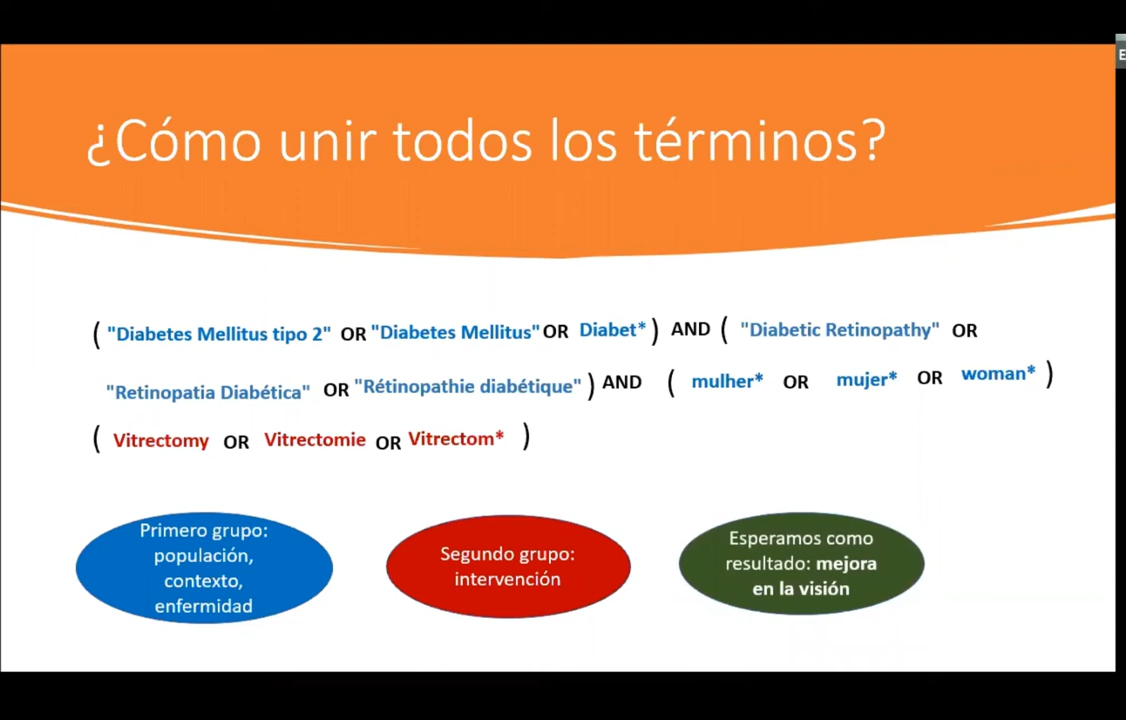 ¿Cómo unir todos los términos?
( "Diabetes Mellitus tipo 2" OR "Diabetes Mellitus" OR Diabet* ) AND ( "Diabetic Retinopathy" OR
"Retinopatia Diabética" OR "Rétinopathie diabétique" ) AND ( mulher* OR mujer* OR woman* )
( Vitrectomy OR Vitrectomie OR Vitrectom* )
Primero grupo:
populación,
contexto,
enfermidad
Segundo grupo:
intervención
Esperamos como
resultado: mejora
en la visión
E